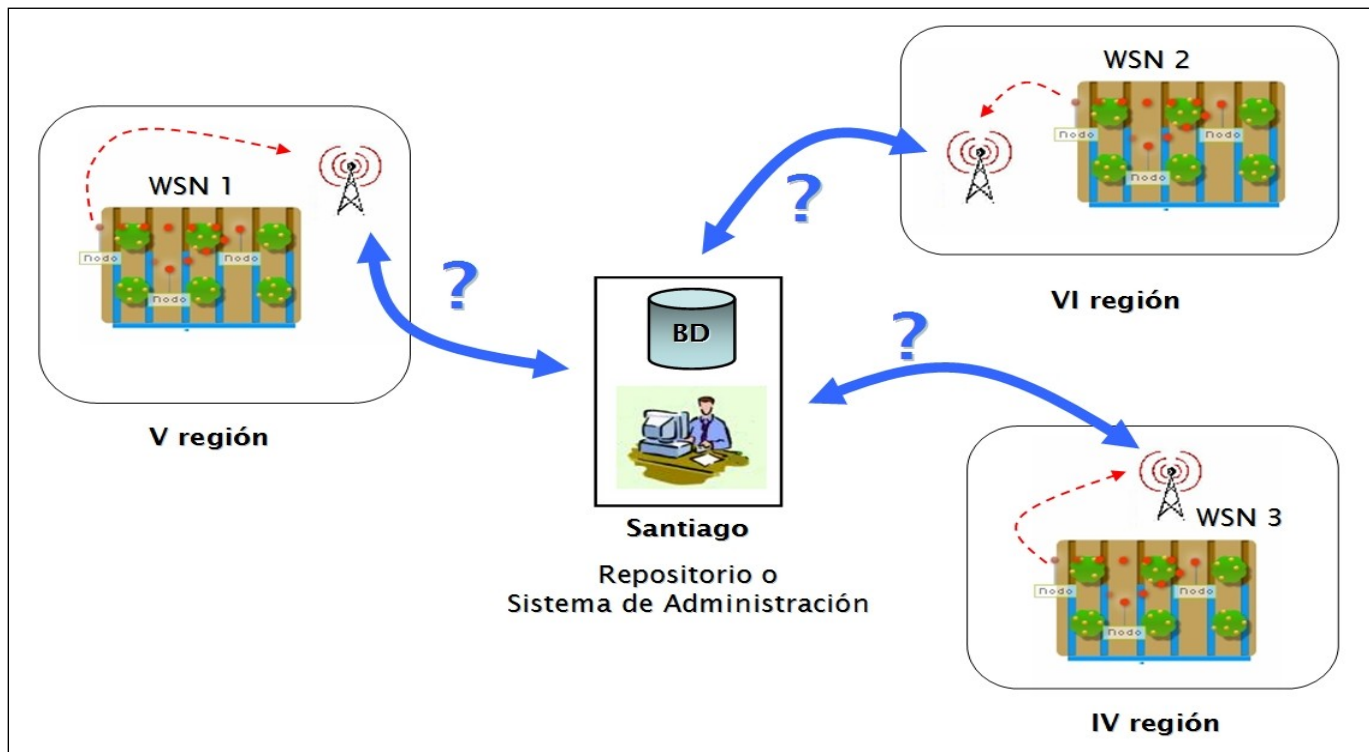 WSN 2
nodo
nodo
nodo
?
VI región
WSN 1
nodo
nodo
nodo
?
V región
BD
Santiago
Repositorio o
Sistema de Administración
?
WSN 3
nodo
nodo
nodo
IV región